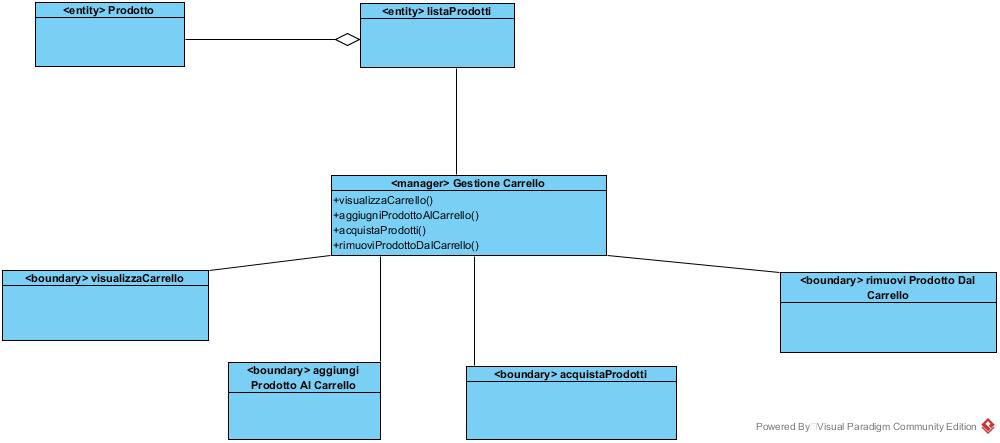 <entity> Prodotto
<entity> listaProdotti
<manager> Gestione Carrello
+visualizzaCarrello()
+aggiugniProdottoAlCarrello()
+acquistaProdotti()
+rimuoviProdottoDalCarrello()
<boundary> visualizzaCarrello
<boundary> rimuovi Prodotto Dal
Carrello
<boundary> aggiungi
Prodotto Al Carrello
<boundary> acquistaProdotti
Powered By Visual Paradigm Community Edition